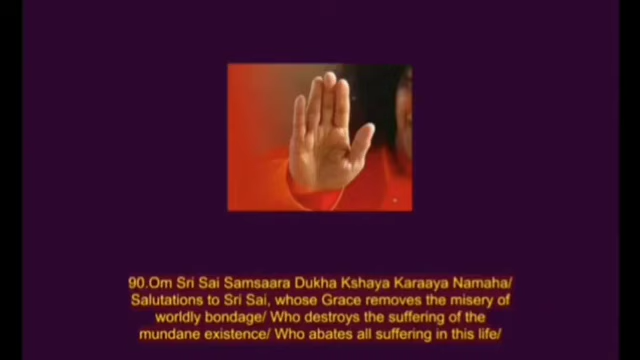 90.Om Sri Sai Samsaara Dukha Kshaya Karaaya Namaha/
Salutations to Sri Sai, whose Grace removes the misery of
worldly bondage/ Who destroys the suffering of the
mundane existence/ Who abates all suffering in this life/